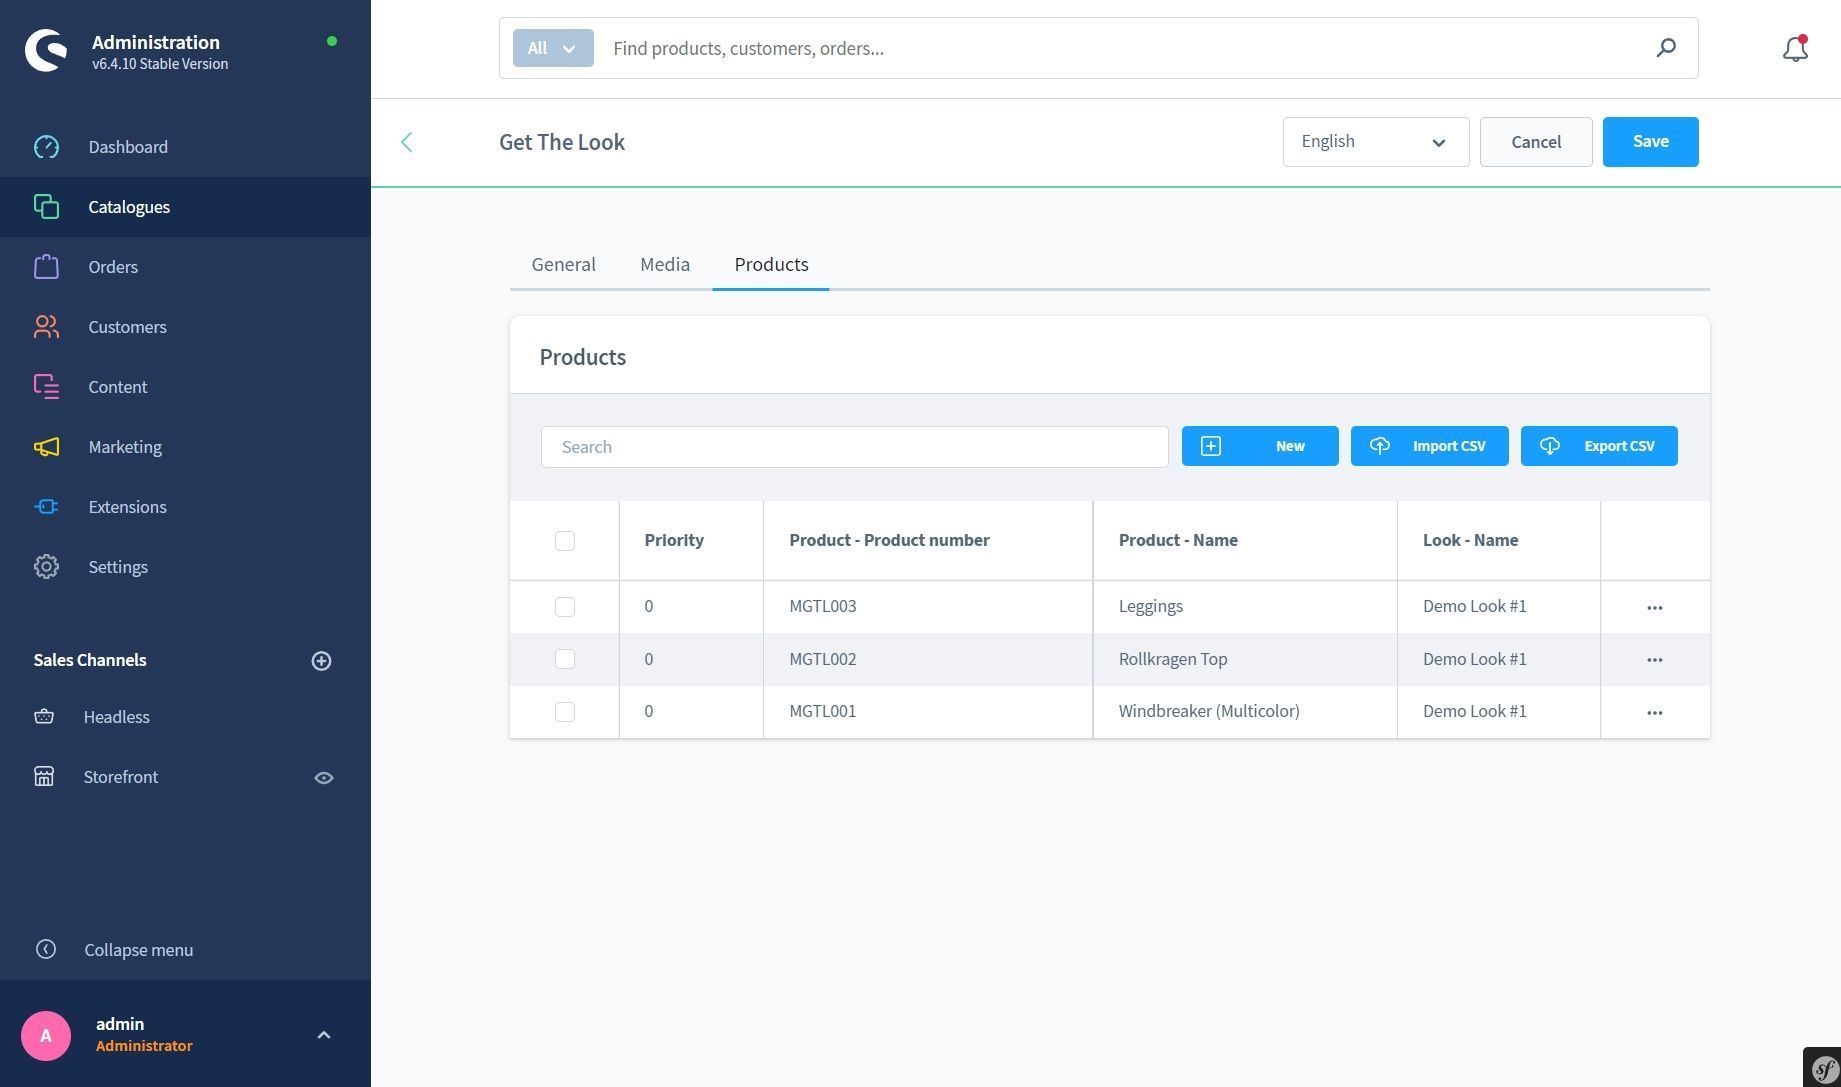 Administration
v6.4.10 Stable Version
Dashboard
Catalogues
Orders
Customers
Content
Marketing
Extensions
Settings
Sales Channels
Headless
Storefront
Collapse menu
A
admin
Administrator
All
Find products, customers, orders...
Get The Look
English
Cancel
Save
General Media Products
Products
Search
New
Import CSV
Export CSV
Priority Product - Product number Product - Name Look - Name
0 MGTL003 Leggings Demo Look #1 ...
0 MGTL002 Rollkragen Top Demo Look #1 ...
0 MGTL001 Windbreaker (Multicolor) Demo Look #1 ...
sf